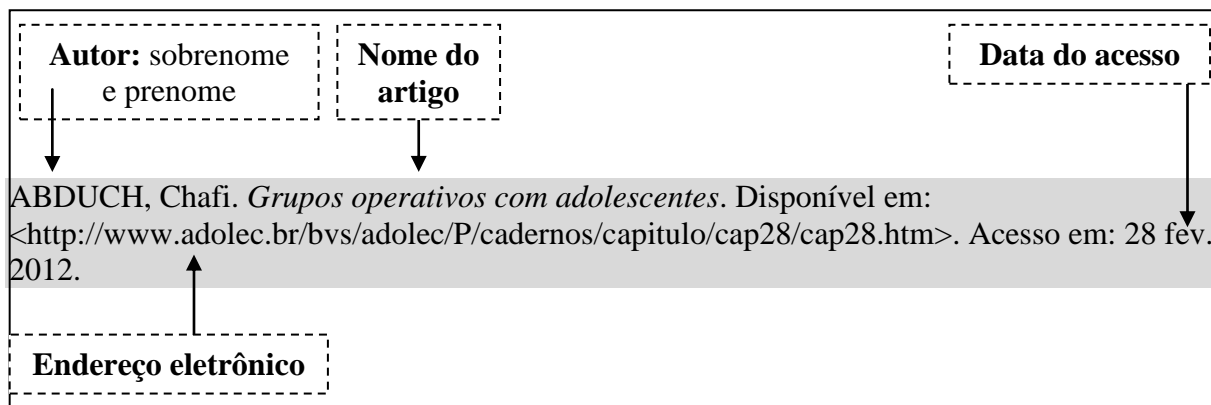 Autor: sobrenome
e prenome
Nome do
artigo
Data do acesso
ABDUCH, Chafi. Grupos operativos com adolescentes. Disponível em:
<http://www.adolec.br/bvs/adolec/P/cadernos/capitulo/cap28/cap28.htm>. Acesso em: 28 fev.
2012.
Endereço eletrônico